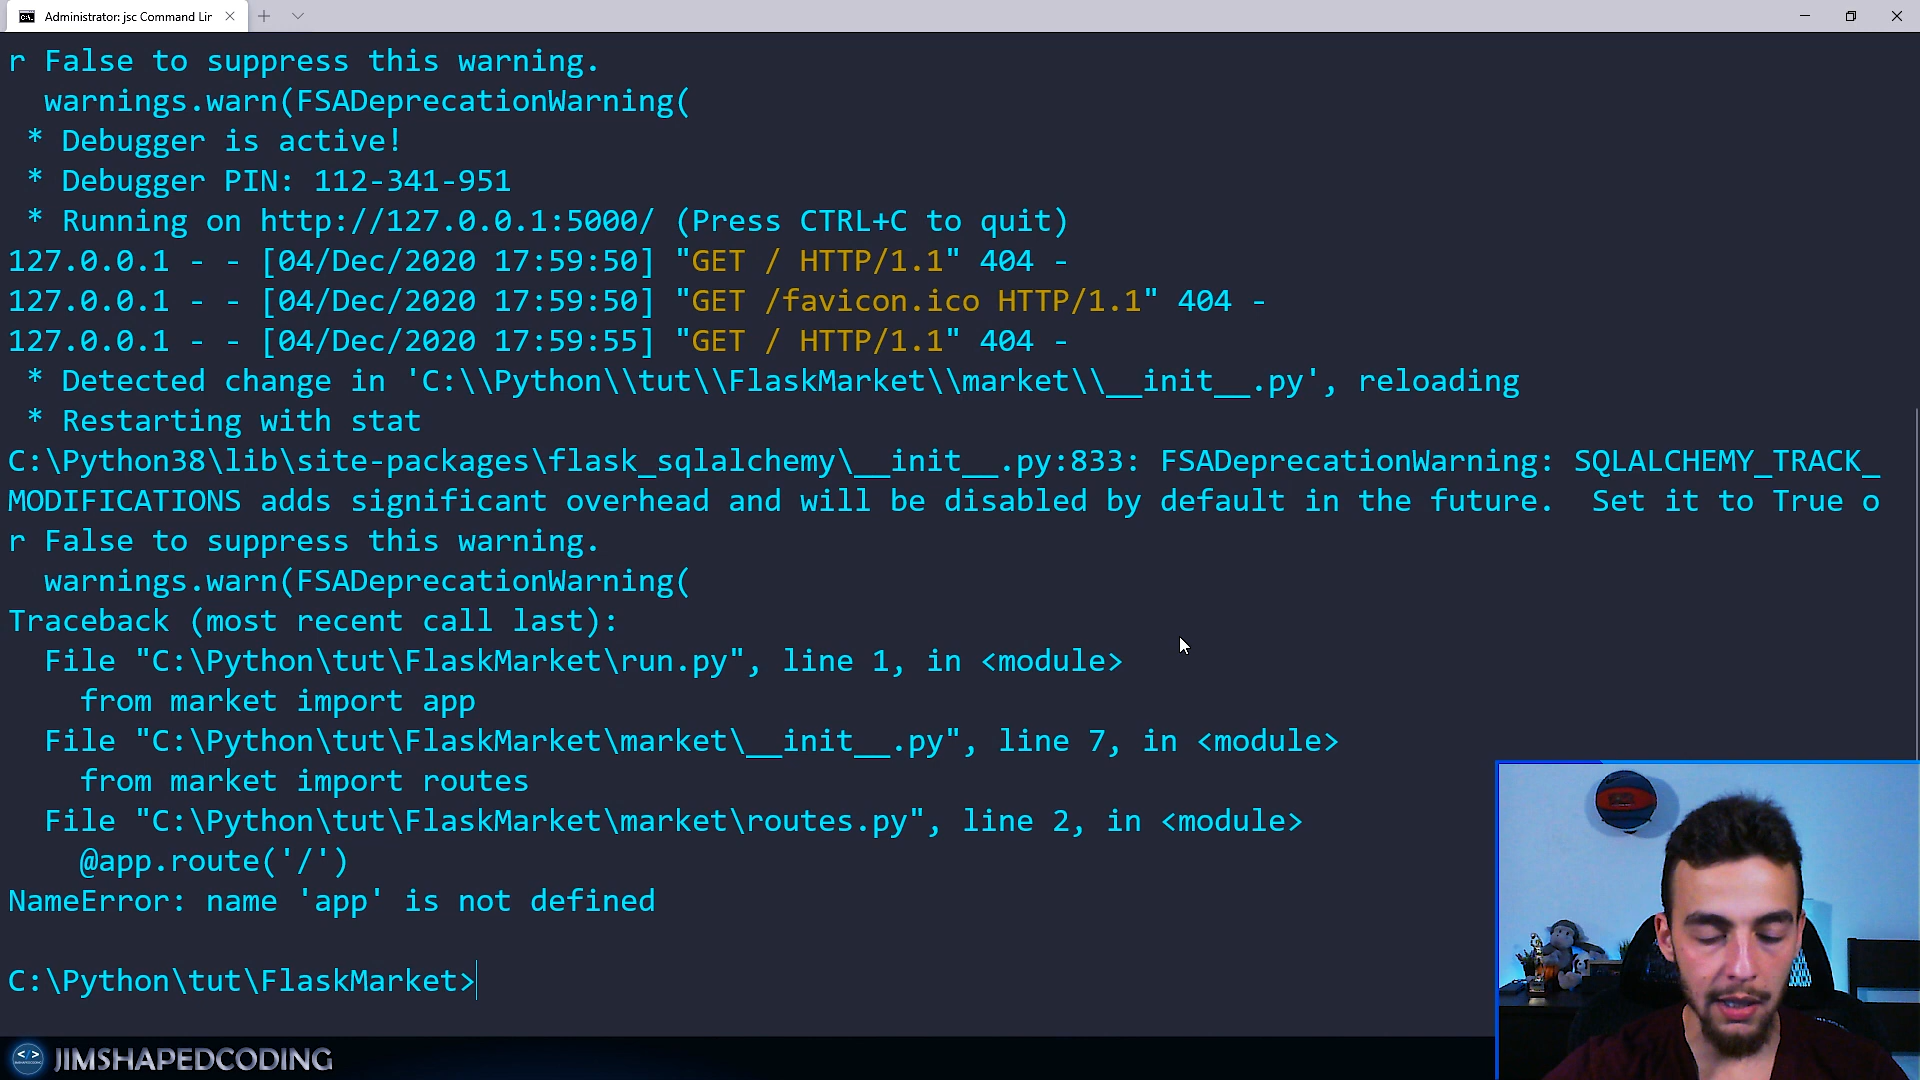 Administrator: jsc Command Lir
r False to suppress this warning.
warnings.warn(FSADeprecationWarning(
* Debugger is active!
* Debugger PIN: 112-341-951
* Running on http://127.0.0.1:5000/ (Press CTRL+C to quit)
127.0.0.1 - - [04/Dec/2020 17:59:50] "GET / HTTP/1.1" 404 -
127.0.0.1 - - [04/Dec/2020 17:59:50] "GET /favicon.ico HTTP/1.1" 404 -
127.0.0.1 - - [04/Dec/2020 17:59:55] "GET / HTTP/1.1" 404 -
* Detected change in 'C:\\Python\\tut\\FlaskMarket\\market\\__init__.py', reloading
* Restarting with stat
C:\Python38\lib\site-packages\flask_sqlalchemy\__init__.py:833: FSADeprecationWarning: SQLALCHEMY_TRACK_
MODIFICATIONS adds significant overhead and will be disabled by default in the future.  Set it to True o
r False to suppress this warning.
warnings.warn(FSADeprecationWarning(
Traceback (most recent call last):
File "C:\Python\tut\FlaskMarket\run.py", line 1, in <module>
from market import app
File "C:\Python\tut\FlaskMarket\market\__init__.py", line 7, in <module>
from market import routes
File "C:\Python\tut\FlaskMarket\market\routes.py", line 2, in <module>
@app.route('/')
NameError: name 'app' is not defined
C:\Python\tut\FlaskMarket>
</> JIMSHAPEDCODING